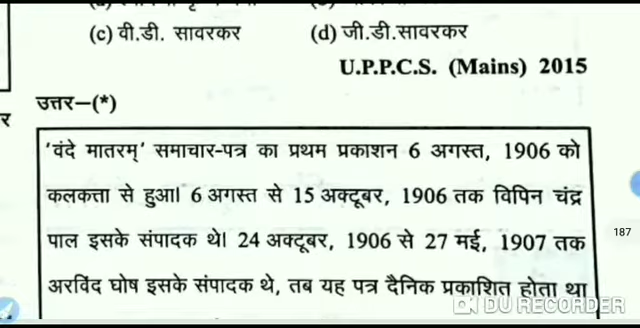 (c) वी.डी. सावरकर (d) जी.डी.सावरकर
U.P.P.C.S. (Mains) 2015
उत्तर–(*)
र
'वंदे मातरम्' समाचार-पत्र का प्रथम प्रकाशन 6 अगस्त, 1906 को
कलकत्ता से हुआ। 6 अगस्त से 15 अक्टूबर, 1906 तक विपिन चंद्र
पाल इसके संपादक थे। 24 अक्टूबर, 1906 से 27 मई, 1907 तक
187
अरविंद घोष इसके संपादक थे, तब यह पत्र दैनिक प्रकाशित होता था
DU RECORDER